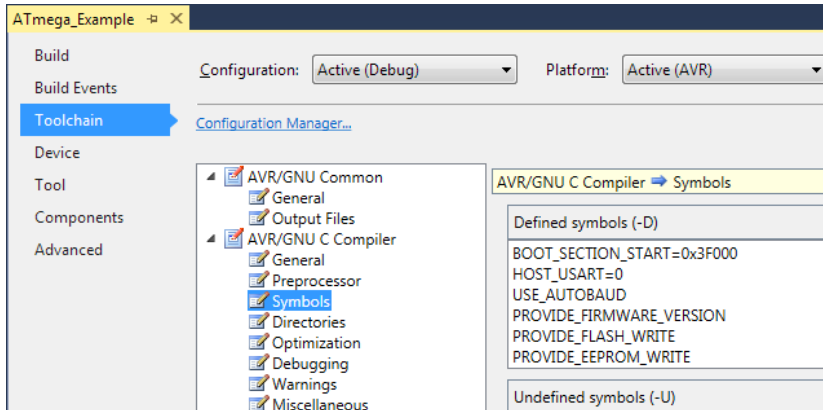 ATmega_Example
Build
Build Events
Toolchain
Device
Tool
Components
Advanced
Configuration: Active (Debug) Platform: Active (AVR)
Configuration Manager...
AVR/GNU Common
General
Output Files
AVR/GNU C Compiler
General
Preprocessor
Symbols
Directories
Optimization
Debugging
Warnings
Miscellaneous
AVR/GNU C Compiler ➡ Symbols
Defined symbols (-D)
BOOT_SECTION_START=0x3F000
HOST_USART=0
USE_AUTOBAUD
PROVIDE_FIRMWARE_VERSION
PROVIDE_FLASH_WRITE
PROVIDE_EEPROM_WRITE
Undefined symbols (-U)